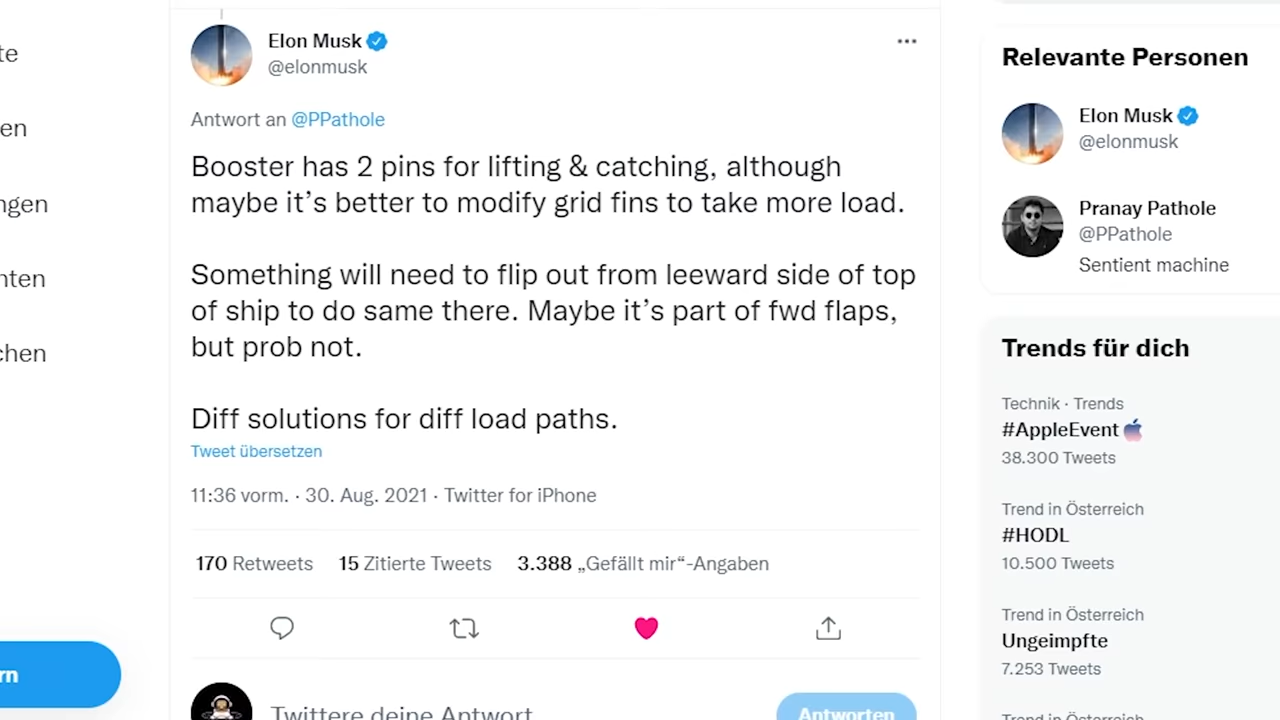 te
en
ngen
nten
chen
rn
Elon Musk
@elonmusk
Antwort an @PPathole
Booster has 2 pins for lifting & catching, although
maybe it’s better to modify grid fins to take more load.
Something will need to flip out from leeward side of top
of ship to do same there. Maybe it’s part of fwd flaps,
but prob not.
Diff solutions for diff load paths.
Tweet übersetzen
11:36 vorm. · 30. Aug. 2021 · Twitter for iPhone
170 Retweets 15 Zitierte Tweets 3.388 „Gefällt mir“-Angaben
Twittere deine Antwort
Antworten
Relevante Personen
Elon Musk
@elonmusk
Pranay Pathole
@PPathole
Sentient machine
Trends für dich
Technik · Trends
#AppleEvent
38.300 Tweets
Trend in Österreich
#HODL
10.500 Tweets
Trend in Österreich
Ungeimpfte
7.253 Tweets
Trend in Österreich